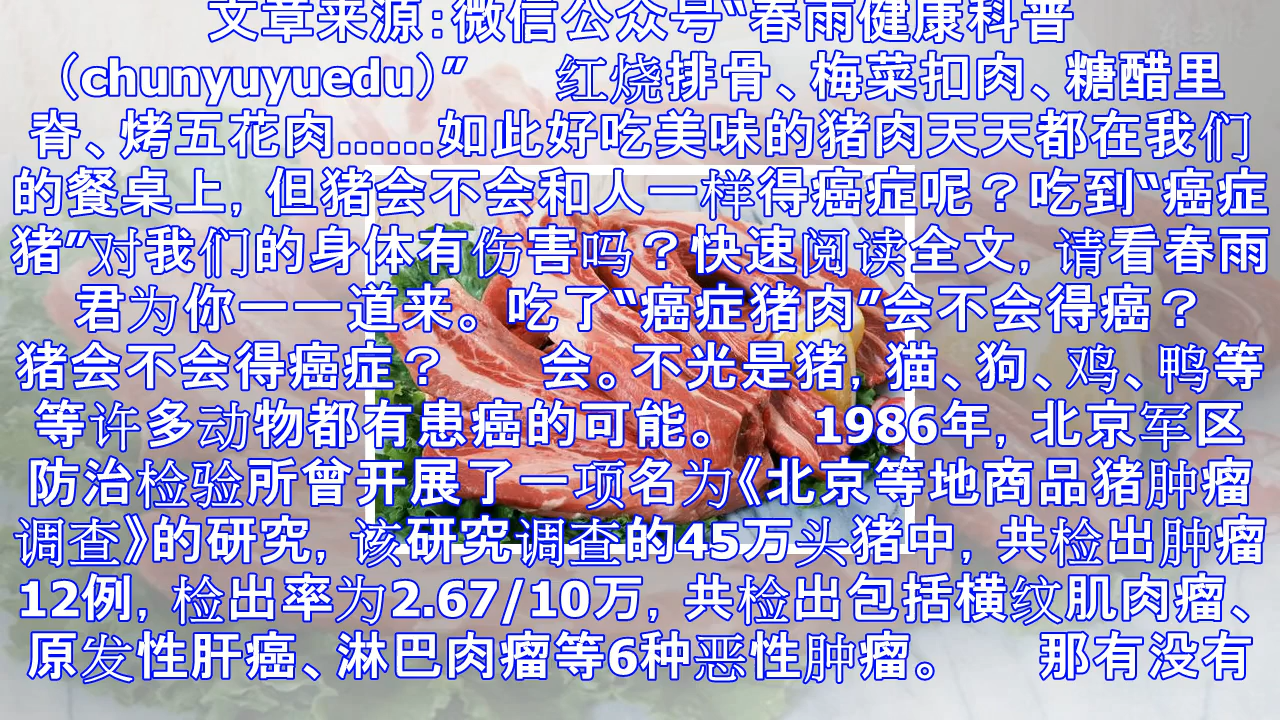 文章来源:微信公众号“春雨健康科普
（chunyuyuedu）” 红烧排骨、梅菜扣肉、糖醋里
脊、烤五花肉……如此好吃美味的猪肉天天都在我们
的餐桌上, 但猪会不会和人一样得癌症呢？吃到“癌症
猪”对我们的身体有伤害吗？快速阅读全文, 请看春雨
君为你一一道来。吃了“癌症猪肉”会不会得癌？
猪会不会得癌症？ 会。不光是猪, 猫、狗、鸡、鸭等
等许多动物都有患癌的可能。 1986年, 北京军区
防治检验所曾开展了一项名为《北京等地商品猪肿瘤
调查》的研究, 该研究调查的45万头猪中, 共检出肿瘤
12例, 检出率为2.67/10万, 共检出包括横纹肌肉瘤、
原发性肝癌、淋巴肉瘤等6种恶性肿瘤。 那有没有